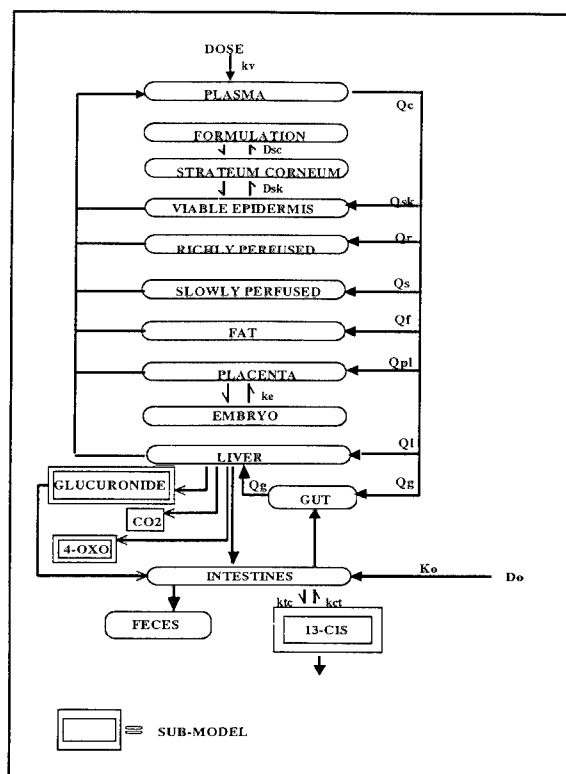 DOSE
kv
PLASMA
Qc
FORMULATION
Dsc
STRATEUM CORNEUM
Dsk
VIABLE EPIDERMIS
Qsk
RICHLY PERFUSED
Qr
SLOWLY PERFUSED
Qs
FAT
Qf
PLACENTA
Qpl
ke
EMBRYO
LIVER
Ql
GLUCURONIDE
Qg
Qg
GUT
CO2
4-OXO
INTESTINES
Ko
Do
ktc
kct
FECES
13-CIS
= SUB-MODEL